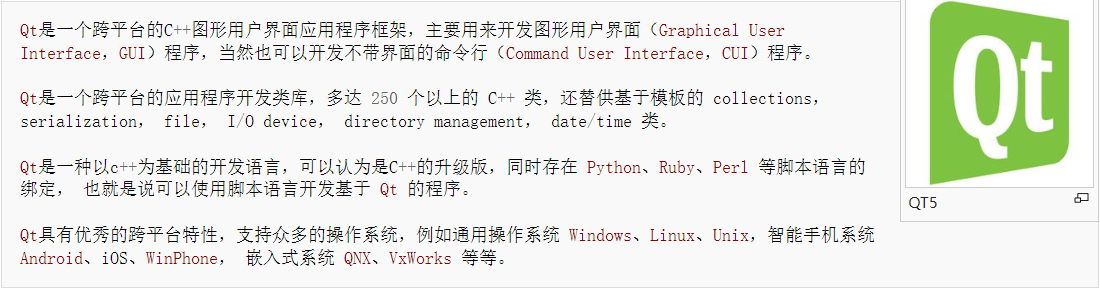 Qt是一个跨平台的C++图形用户界面应用程序框架，主要用来开发图形用户界面（Graphical User
Interface，GUI）程序，当然也可以开发不带界面的命令行（Command User Interface，CUI）程序。
Qt是一个跨平台的应用程序开发类库，多达 250 个以上的 C++ 类，还替供基于模板的 collections，
serialization， file， I/O device， directory management， date/time 类。
Qt是一种以c++为基础的开发语言，可以认为是C++的升级版，同时存在 Python、Ruby、Perl 等脚本语言的
绑定， 也就是说可以使用脚本语言开发基于 Qt 的程序。
Qt具有优秀的跨平台特性，支持众多的操作系统，例如通用操作系统 Windows、Linux、Unix，智能手机系统
Android、iOS、WinPhone， 嵌入式系统 QNX、VxWorks 等等。
Qt
QT5